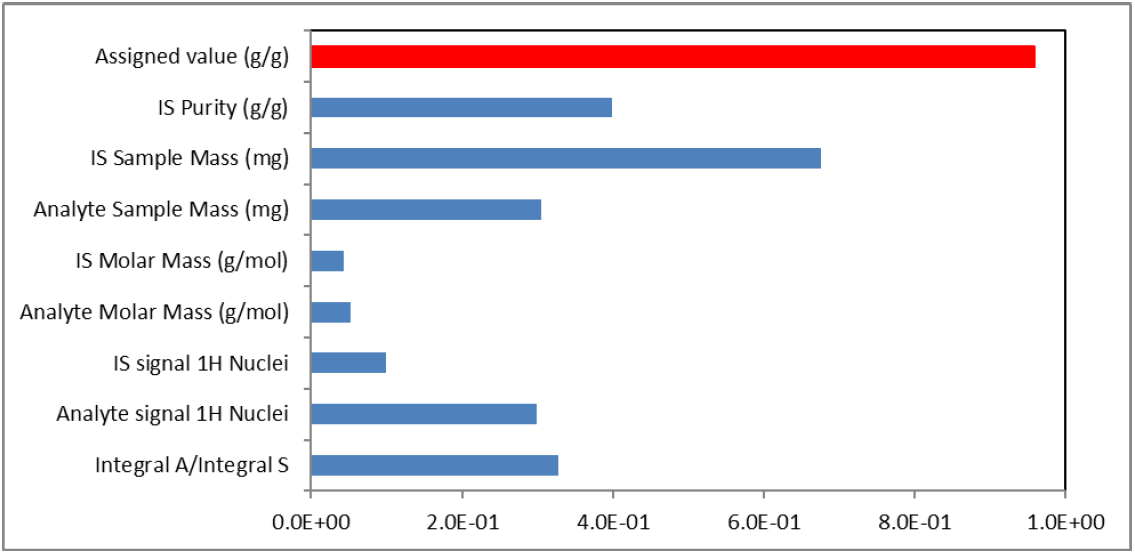 Assigned value (g/g)
IS Purity (g/g)
IS Sample Mass (mg)
Analyte Sample Mass (mg)
IS Molar Mass (g/mol)
Analyte Molar Mass (g/mol)
IS signal 1H Nuclei
Analyte signal 1H Nuclei
Integral A/Integral S
0.0E+00 2.0E-01 4.0E-01 6.0E-01 8.0E-01 1.0E+00